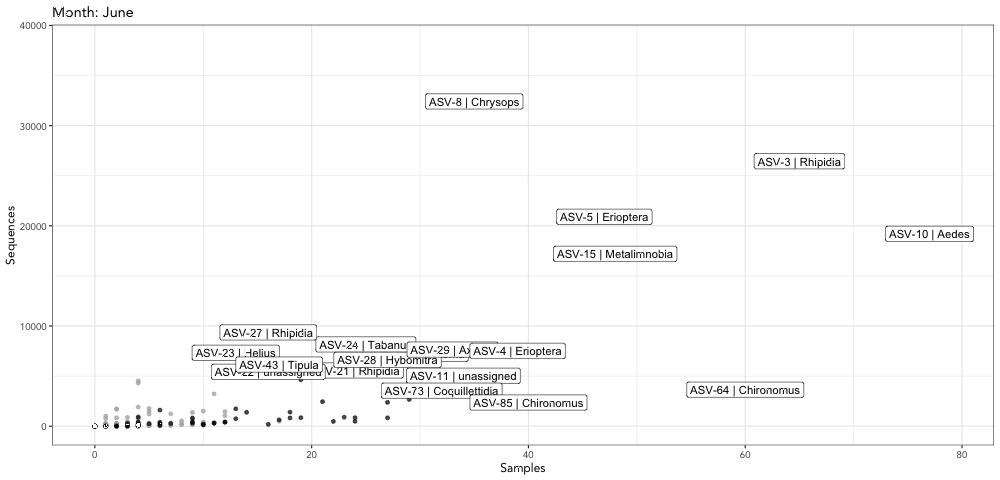 Month: June
40000
ASV-8 | Chrysops
30000
ASV-3 | Rhipidia
ASV-5 | Erioptera
20000
ASV-10 | Aedes
ASV-15 | Metalimnobia
Sequences
10000
ASV-27 | Rhipidia
ASV-24 |
ASV-29 |
ASV-4 | Erioptera
ASV-23 | Helius
ASV-28 | Hybomitra
ASV-43 | Tipula
ASV-22 | unassigned
ASV-21 | Rhipidia
ASV-11 | unassigned
ASV-73 | Coquillettidia
ASV-64 | Chironomus
ASV-85 | Chironomus
0
0
20
40
60
80
Samples